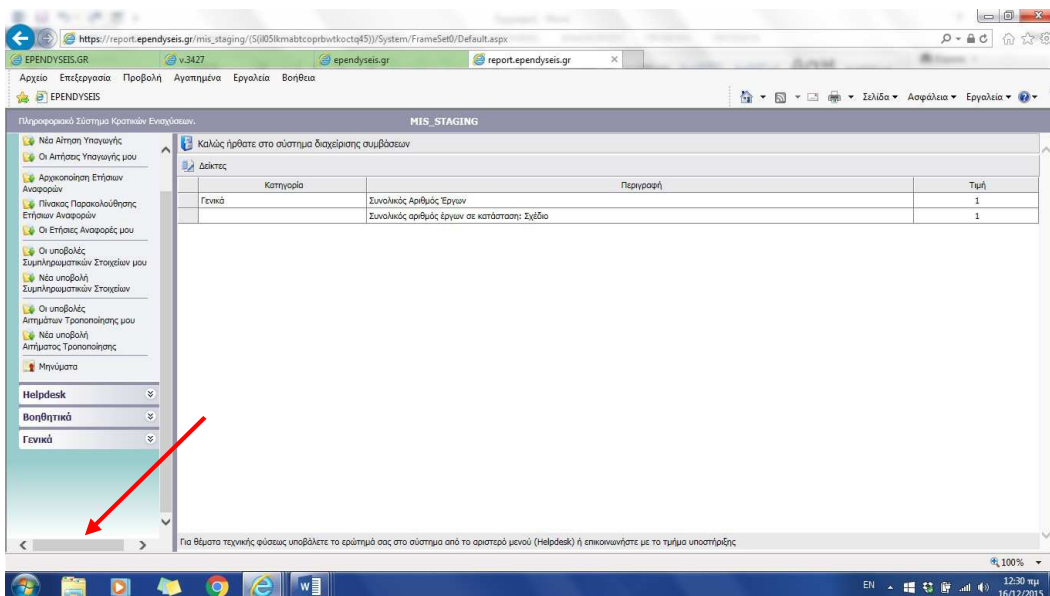 https://report.ependyseis.gr/mis_staging/(S(il05lkmabtcoprbwtkoctq45))/System/FrameSet0/Default.aspx
EPENDYSEIS.GR v.3427 ependyseis.gr report.ependyseis.gr ×
Αρχείο Επεξεργασία Προβολή Αγαπημένα Εργαλεία Βοήθεια
EPENDYSEIS Σελίδα Ασφάλεια Εργαλεία
Πληροφοριακό Σύστημα Κρατικών Ενισχύσεων. MIS_STAGING
Νέα Αίτηση Υπαγωγής
Οι Αιτήσεις Υπαγωγής μου
Αρχικοποίηση Ετήσιων
Αναφορών
Πίνακας Παρακολούθησης
Ετήσιων Αναφορών
Οι Ετήσιες Αναφορές μου
Οι υποβολές
Συμπληρωματικών Στοιχείων μου
Νέα υποβολή
Συμπληρωματικών Στοιχείων
Οι υποβολές
Αιτημάτων Τροποποίησης μου
Νέα υποβολή
Αιτήματος Τροποποίησης
Μηνύματα
Helpdesk
Βοηθητικά
Γενικά
Καλώς ήρθατε στο σύστημα διαχείρισης συμβάσεων
Δείκτες
Κατηγορία Περιγραφή Τιμή
Γενικά Συνολικός Αριθμός Έργων 1
Συνολικός αριθμός έργων σε κατάσταση: Σχέδιο 1
Για θέματα τεχνικής φύσεως υποβάλετε το ερώτημά σας στο σύστημα από το αριστερό μενού (Helpdesk) ή επικοινωνήστε με το τμήμα υποστήριξης
100%
EN 12:30 πμ
16/12/2015